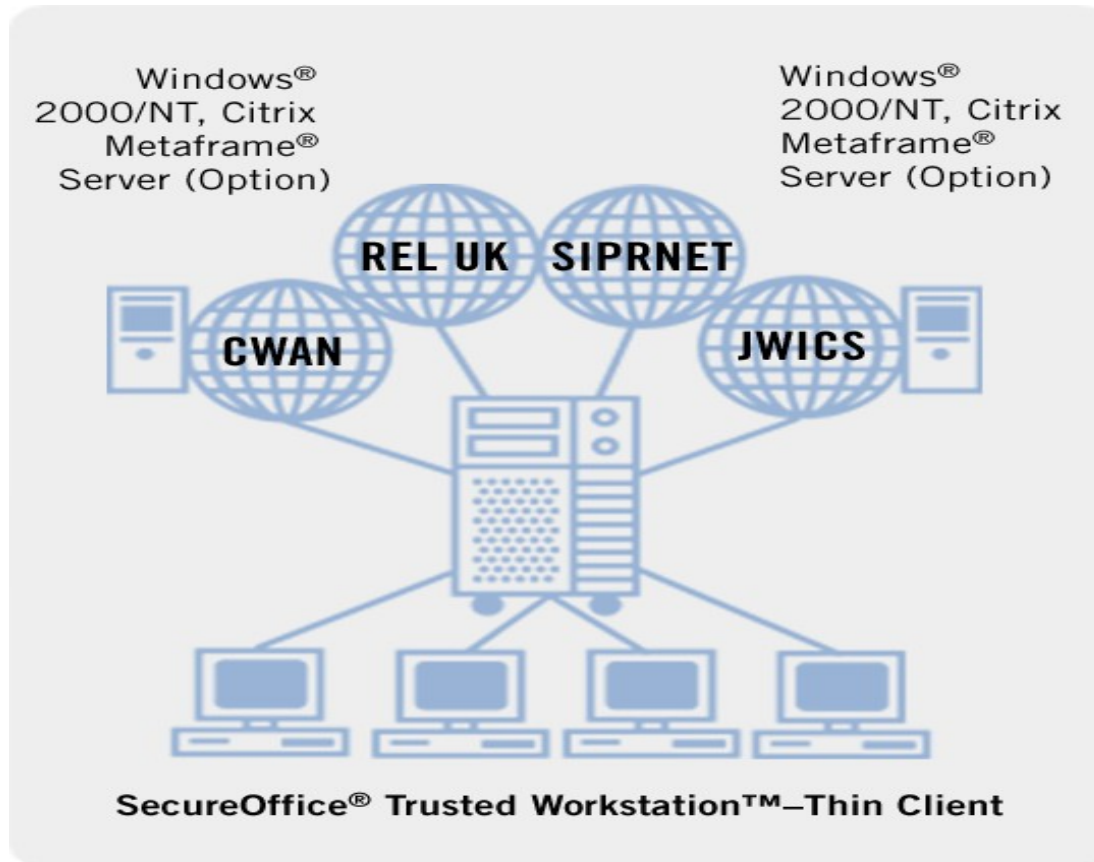 Windows®
2000/NT, Citrix
Metaframe®
Server (Option)
Windows®
2000/NT, Citrix
Metaframe®
Server (Option)
REL UK
SIPRNET
CWAN
JWICS
SecureOffice® Trusted Workstation™–Thin Client